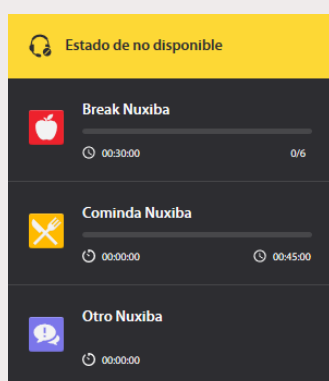 Estado de no disponible
Break Nuxiba
00:30:00 0/6
Cominda Nuxiba
00:00:00 00:45:00
Otro Nuxiba
00:00:00